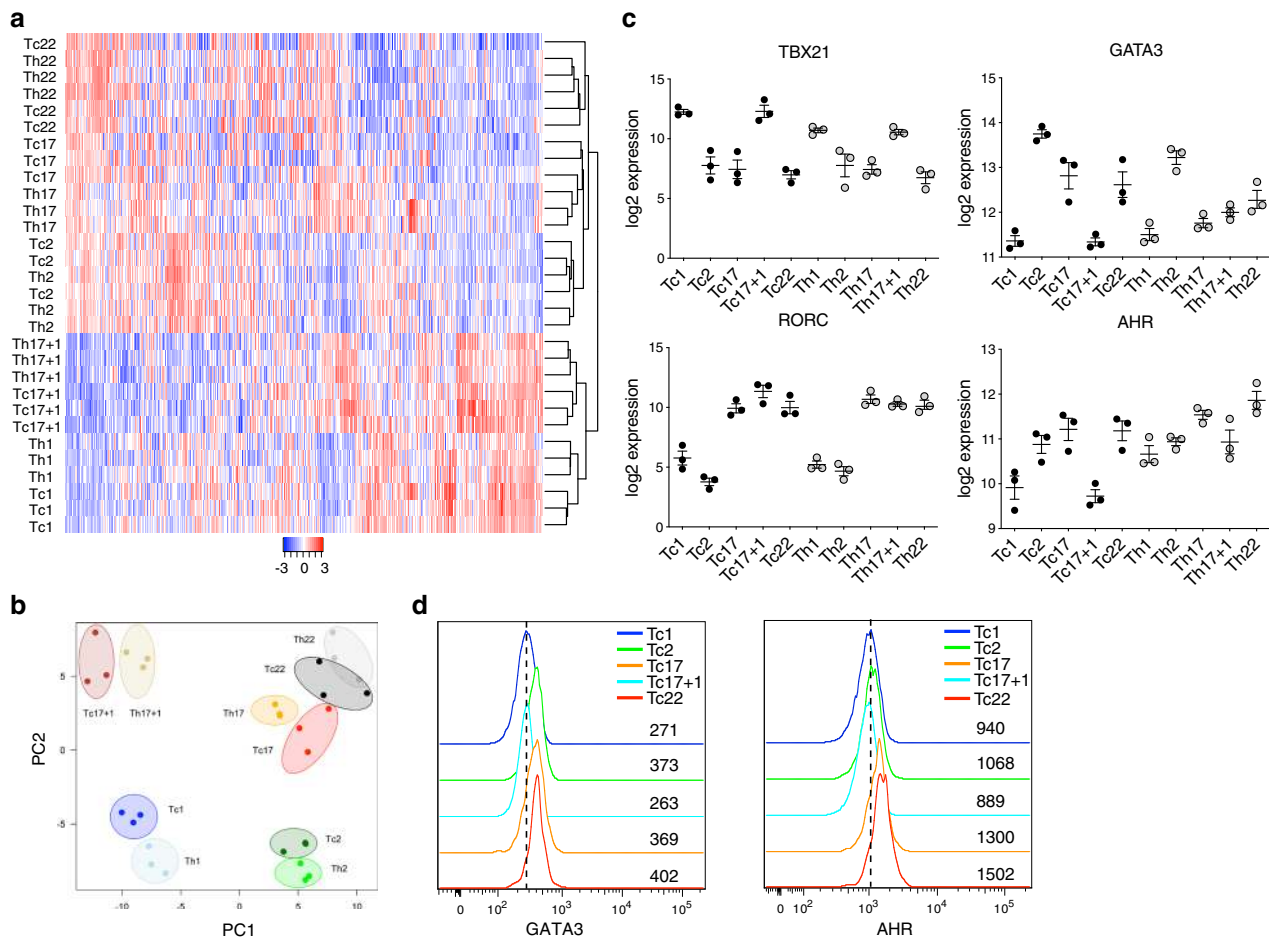 a
Tc22
Th22
Th22
Th22
Tc22
Tc22
Tc17
Tc17
Tc17
Th17
Th17
Th17
Tc2
Tc2
Th2
Tc2
Th2
Th2
Th17+1
Th17+1
Th17+1
Tc17+1
Tc17+1
Tc17+1
Th1
Th1
Th1
Tc1
Tc1
Tc1
-3 0 3
b
PC2
5
0
-5
-10 -5 0 5 10
PC1
Tc17+1
Th17+1
Th22
Tc22
Th17
Tc17
Tc1
Th1
Tc2
Th2
c
TBX21
log2 expression
15
10
5
0
Tc1 Tc2 Tc17 Tc17+1 Tc22 Th1 Th2 Th17 Th17+1 Th22
GATA3
log2 expression
15
14
13
12
11
Tc1 Tc2 Tc17 Tc17+1 Tc22 Th1 Th2 Th17 Th17+1 Th22
RORC
log2 expression
15
10
5
0
Tc1 Tc2 Tc17 Tc17+1 Tc22 Th1 Th2 Th17 Th17+1 Th22
AHR
log2 expression
13
12
11
10
9
Tc1 Tc2 Tc17 Tc17+1 Tc22 Th1 Th2 Th17 Th17+1 Th22
d
Tc1
Tc2
Tc17
Tc17+1
Tc22
271
373
263
369
402
0 10² 10³ 10⁴ 10⁵
GATA3
Tc1
Tc2
Tc17
Tc17+1
Tc22
940
1068
889
1300
1502
0 10² 10³ 10⁴ 10⁵
AHR